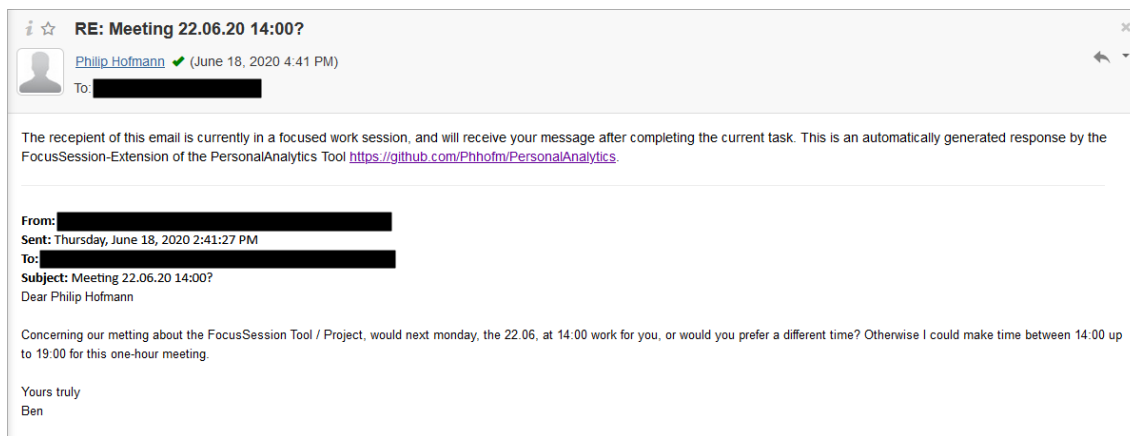 RE: Meeting 22.06.20 14:00?
Philip Hofmann (June 18, 2020 4:41 PM)
To:
The recepient of this email is currently in a focused work session, and will receive your message after completing the current task. This is an automatically generated response by the
FocusSession-Extension of the PersonalAnalytics Tool https://github.com/Phhofm/PersonalAnalytics.
From:
Sent: Thursday, June 18, 2020 2:41:27 PM
To:
Subject: Meeting 22.06.20 14:00?
Dear Philip Hofmann
Concerning our metting about the FocusSession Tool / Project, would next monday, the 22.06, at 14:00 work for you, or would you prefer a different time? Otherwise I could make time between 14:00 up
to 19:00 for this one-hour meeting.
Yours truly
Ben